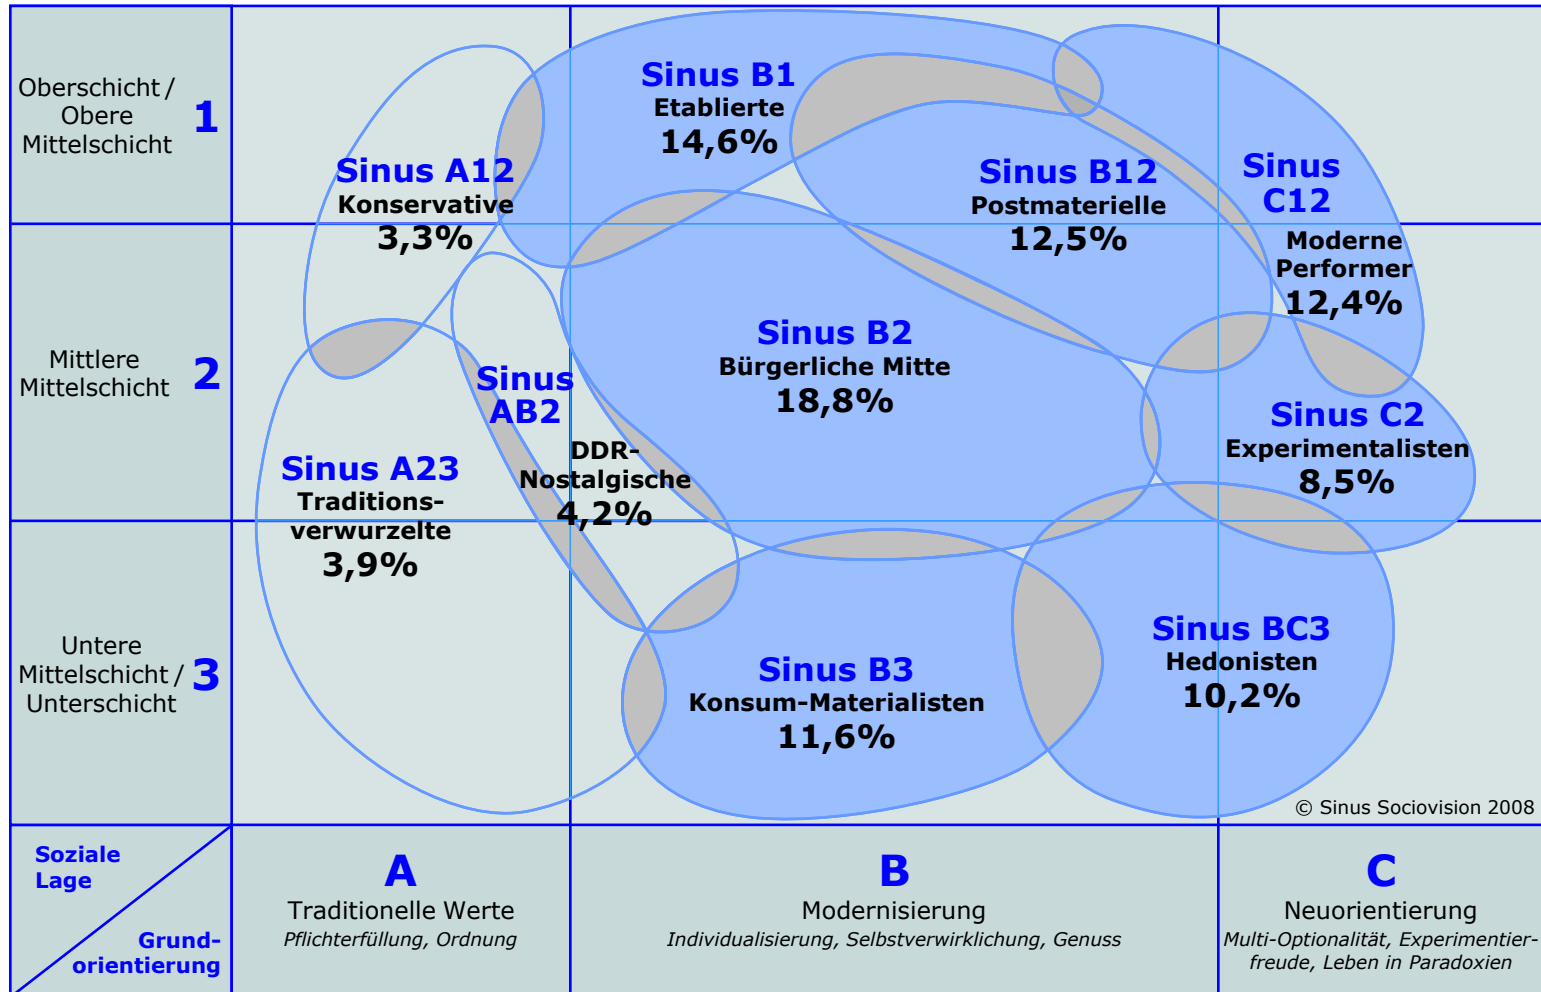 Oberschicht /
Obere
Mittelschicht
1
Sinus B1
Etablierte
14,6%
Sinus A12
Konservative
3,3%
Sinus B12
Postmaterielle
12,5%
Sinus
C12
Moderne
Performer
12,4%
Mittlere
Mittelschicht
2
Sinus
AB2
DDR-
Nostalgische
4,2%
Sinus B2
Bürgerliche Mitte
18,8%
Sinus C2
Experimentalisten
8,5%
Sinus A23
Traditions-
verwurzelte
3,9%
Untere
Mittelschicht /
Unterschicht
3
Sinus B3
Konsum-Materialisten
11,6%
Sinus BC3
Hedonisten
10,2%
© Sinus Sociovision 2008
Soziale
Lage
Grund-
orientierung
A
Traditionelle Werte
Pflichterfüllung, Ordnung
B
Modernisierung
Individualisierung, Selbstverwirklichung, Genuss
C
Neuorientierung
Multi-Optionalität, Experimentier-
freude, Leben in Paradoxien